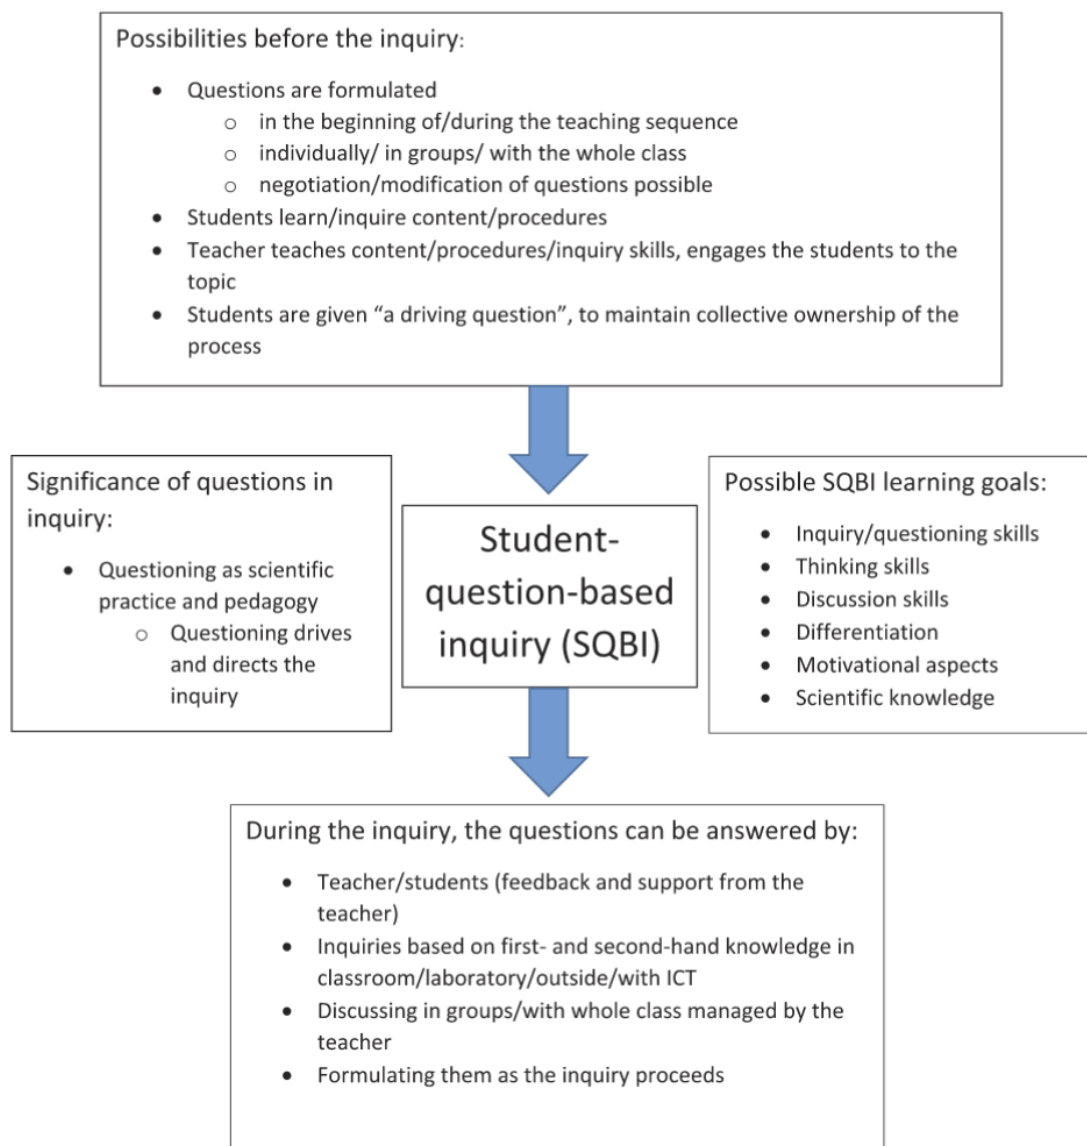 Possibilities before the inquiry:
• Questions are formulated
o in the beginning of/during the teaching sequence
o individually/ in groups/ with the whole class
o negotiation/modification of questions possible
• Students learn/inquire content/procedures
• Teacher teaches content/procedures/inquiry skills, engages the students to the
topic
• Students are given “a driving question”, to maintain collective ownership of the
process
Significance of questions in
inquiry:
• Questioning as scientific
practice and pedagogy
o Questioning drives
and directs the
inquiry
Student-
question-based
inquiry (SQBI)
Possible SQBI learning goals:
• Inquiry/questioning skills
• Thinking skills
• Discussion skills
• Differentiation
• Motivational aspects
• Scientific knowledge
During the inquiry, the questions can be answered by:
• Teacher/students (feedback and support from the
teacher)
• Inquiries based on first- and second-hand knowledge in
classroom/laboratory/outside/with ICT
• Discussing in groups/with whole class managed by the
teacher
• Formulating them as the inquiry proceeds